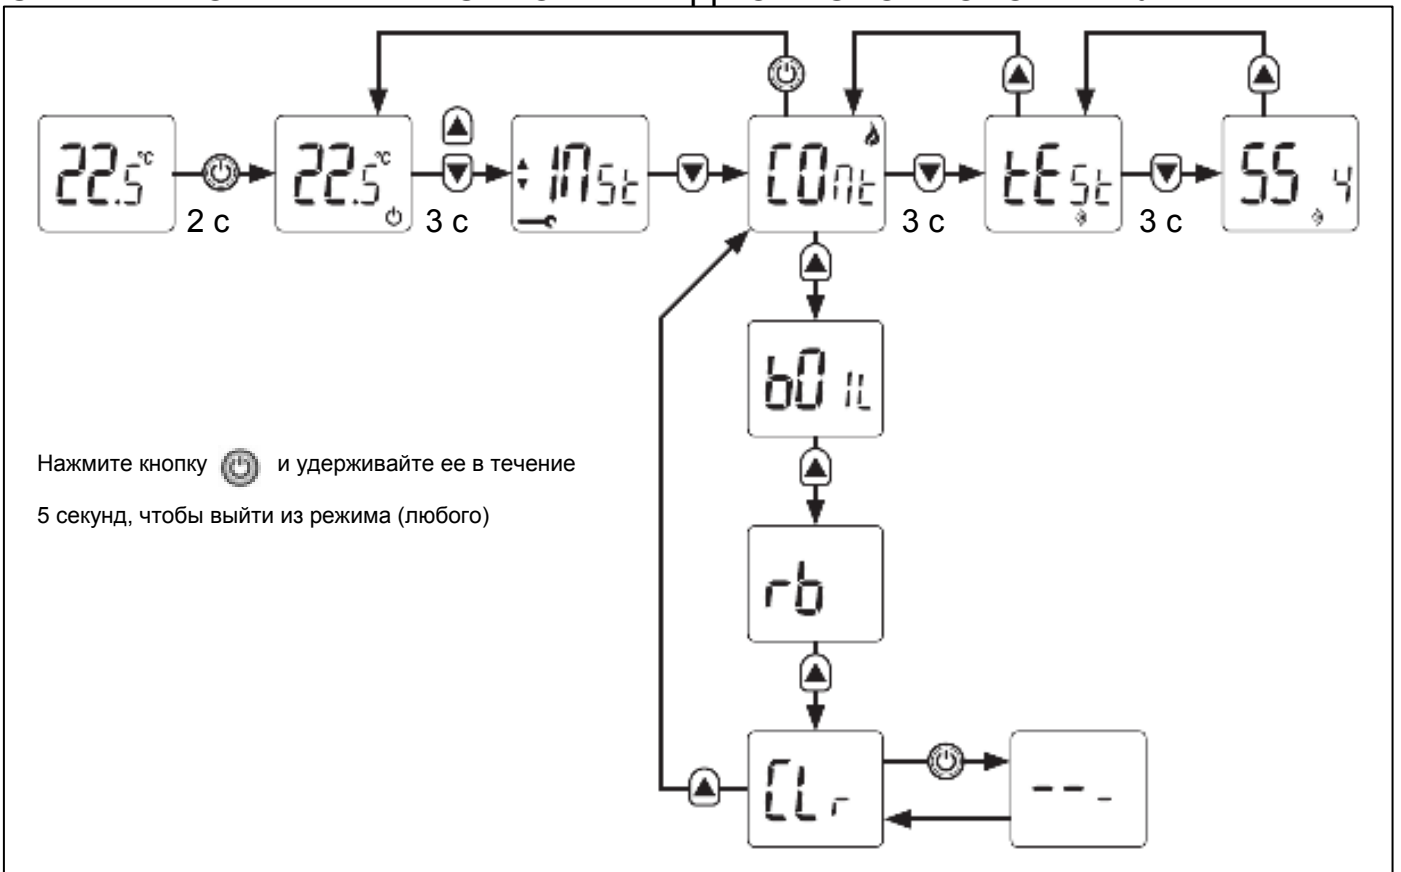 22.5°C
2 с
22.5°C
3 с
INSt
CONt
3 с
tESt
3 с
SS 4
bOIL
Нажмите кнопку и удерживайте ее в течение
5 секунд, чтобы выйти из режима (любого)
rb
CLr
-- -